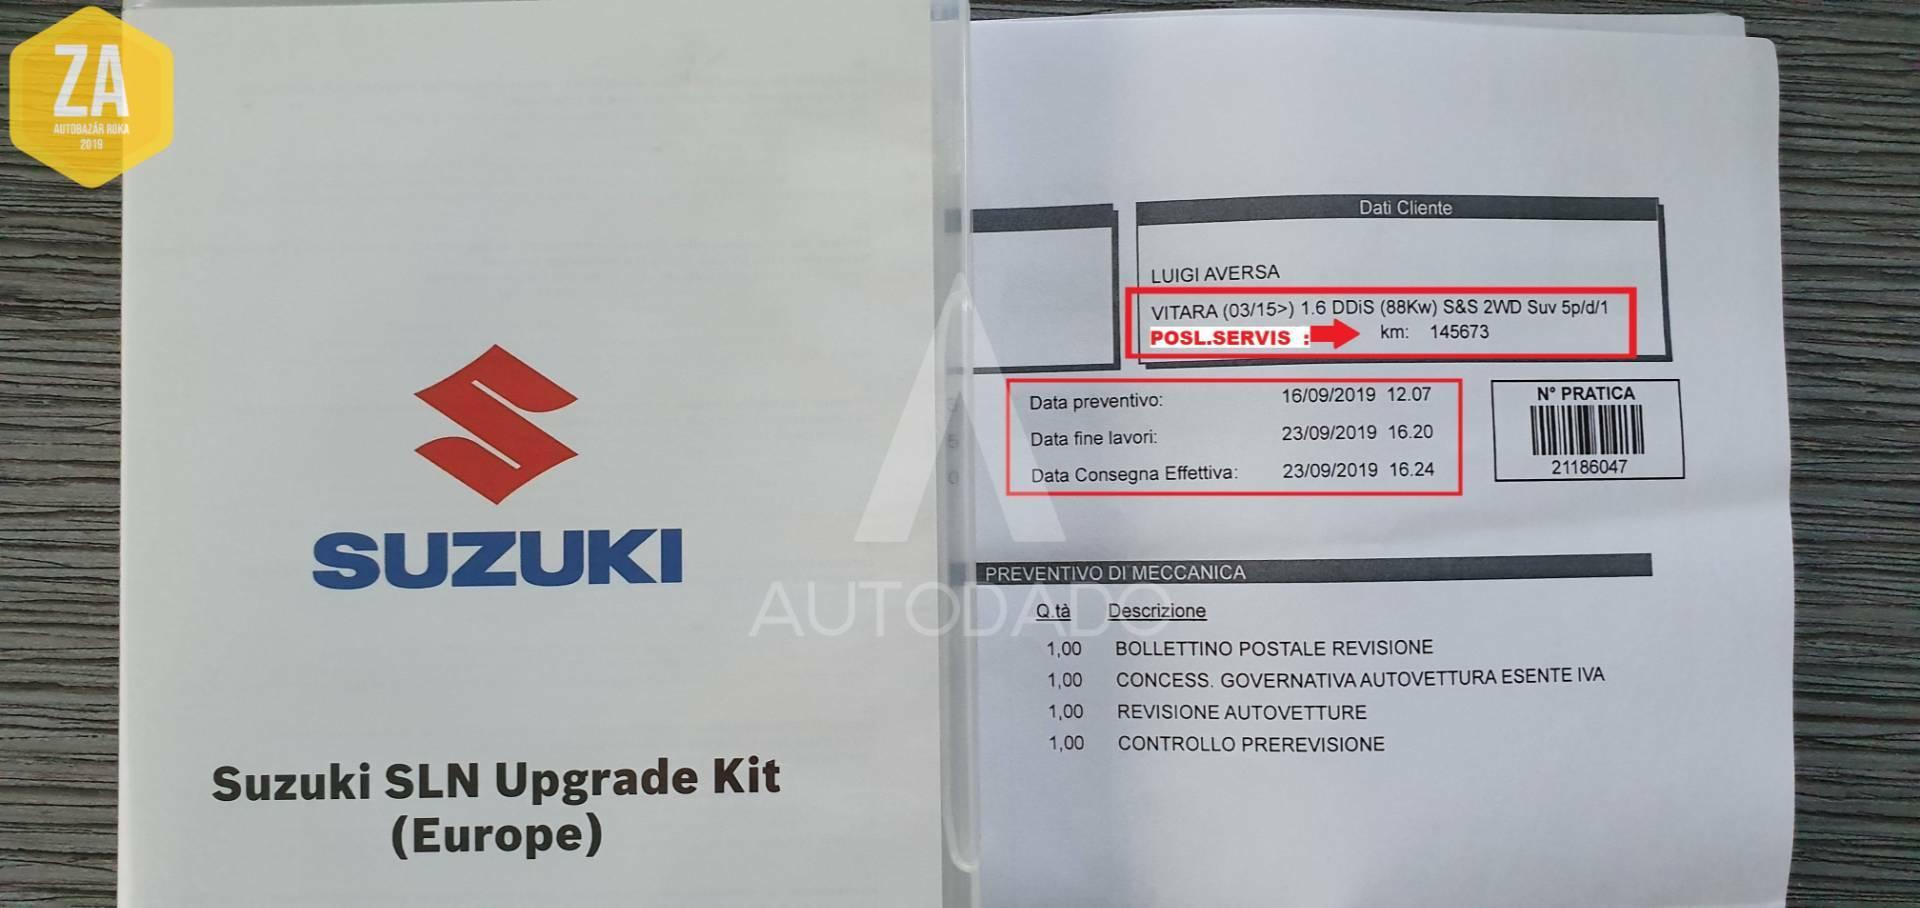 ZA
AUTOBAZÁR RUKA
2019
SUZUKI
Suzuki SLN Upgrade Kit
(Europe)
Dati Cliente
LUIGI AVERSA
VITARA (03/15>) 1.6 DDiS (88Kw) S&S 2WD Suv 5p/d/1
POSL.SERVIS : km: 145673
Data preventivo: 16/09/2019 12.07
Data fine lavori: 23/09/2019 16.20
Data Consegna Effettiva: 23/09/2019 16.24
N° PRATICA
21186047
AUTODADO
PREVENTIVO DI MECCANICA
Q.tà Descrizione
1,00 BOLLETTINO POSTALE REVISIONE
1,00 CONCESS. GOVERNATIVA AUTOVETTURA ESENTE IVA
1,00 REVISIONE AUTOVETTURE
1,00 CONTROLLO PREREVISIONE